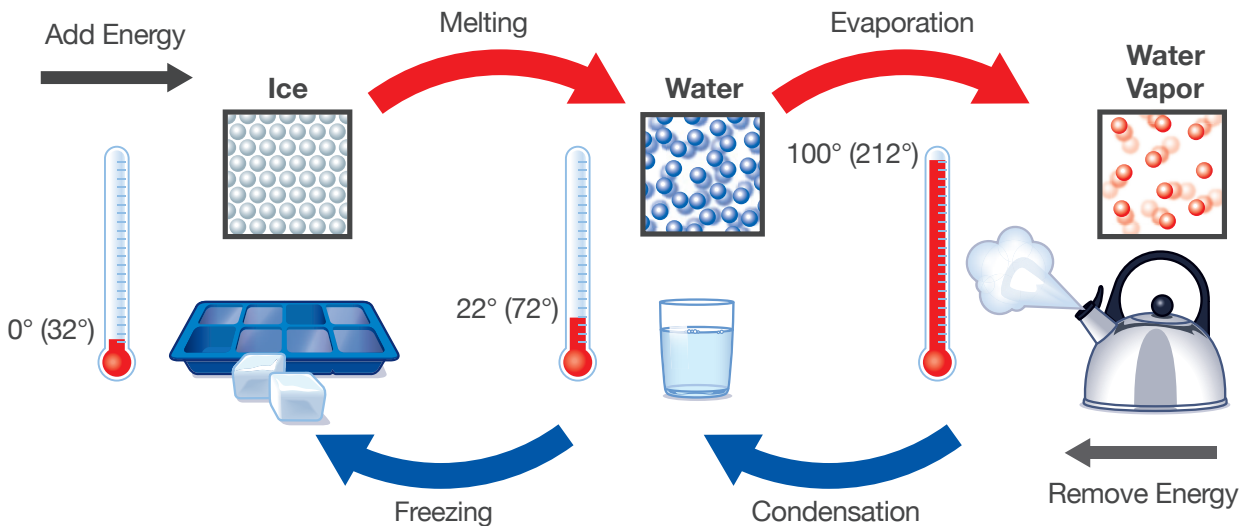 Add Energy
Melting
Evaporation
Ice
Water
Water
Vapor
0° (32°)
22° (72°)
100° (212°)
Freezing
Condensation
Remove Energy